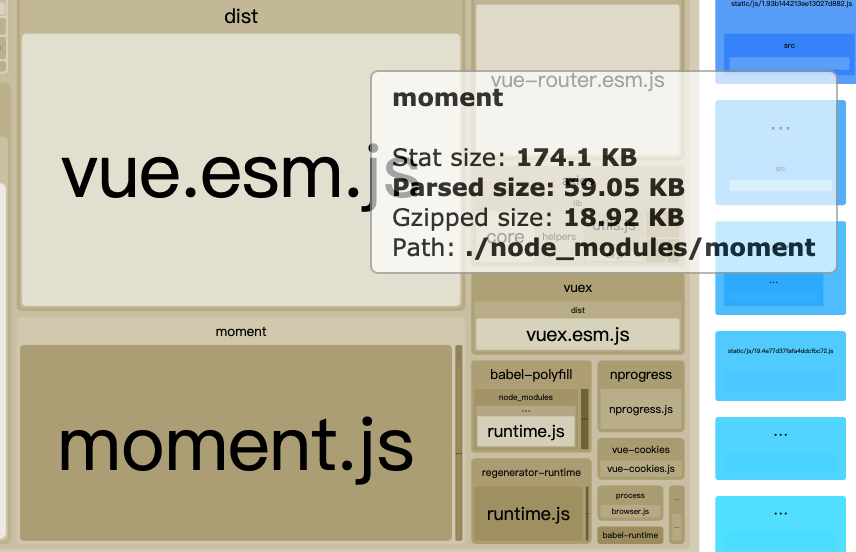 dist
vue.esm.js
vue-router.esm.js
static/js/1.93b144213ee13027d882.js
src
...
src
moment
Stat size: 174.1 KB
Parsed size: 59.05 KB
Gzipped size: 18.92 KB
Path: ./node_modules/moment
lib
core
helpers
utils.js
vuex
dist
vuex.esm.js
...
static/js/19.4e77d37fafa4ddcfbc72.js
moment
moment.js
babel-polyfill
node_modules
...
runtime.js
nprogress
nprogress.js
vue-cookies
vue-cookies.js
regenerator-runtime
runtime.js
process
browser.js
babel-runtime
...
...